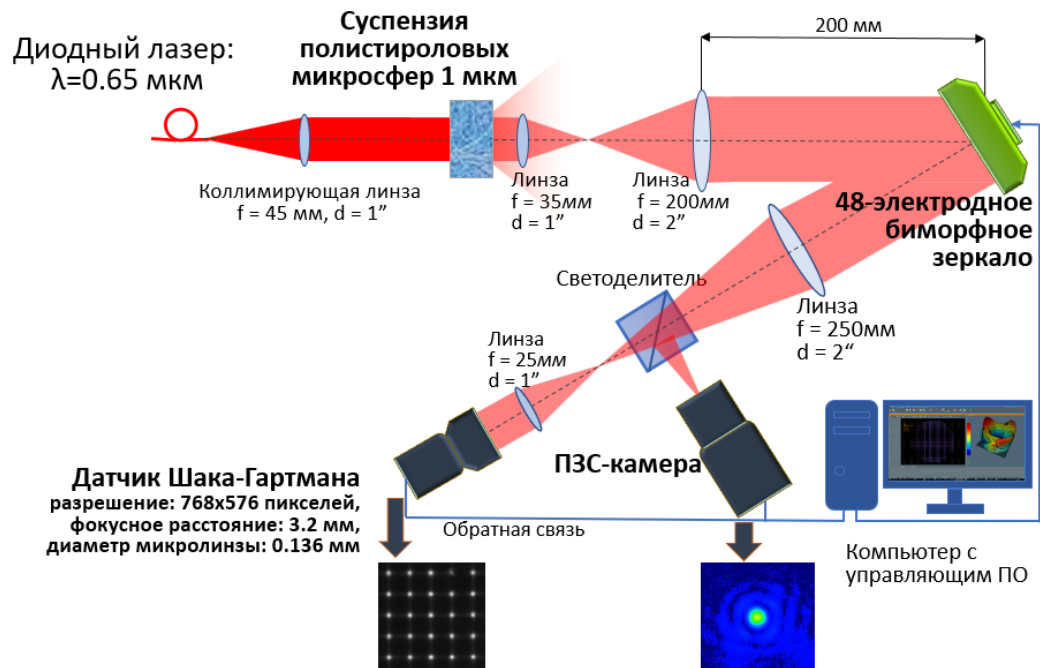 Диодный лазер:
λ=0.65 мкм
Суспензия
полистироловых
микросфер 1 мкм
200 мм
Коллимирующая линза
f = 45 мм, d = 1”
Линза
f = 35мм
d = 1”
Линза
f = 200мм
d = 2”
48-электродное
биморфное
зеркало
Светоделитель
Линза
f = 250мм
d = 2“
Линза
f = 25мм
d = 1”
Датчик Шака-Гартмана
разрешение: 768x576 пикселей,
фокусное расстояние: 3.2 мм,
диаметр микролинзы: 0.136 мм
ПЗС-камера
Обратная связь
Компьютер с
управляющим ПО